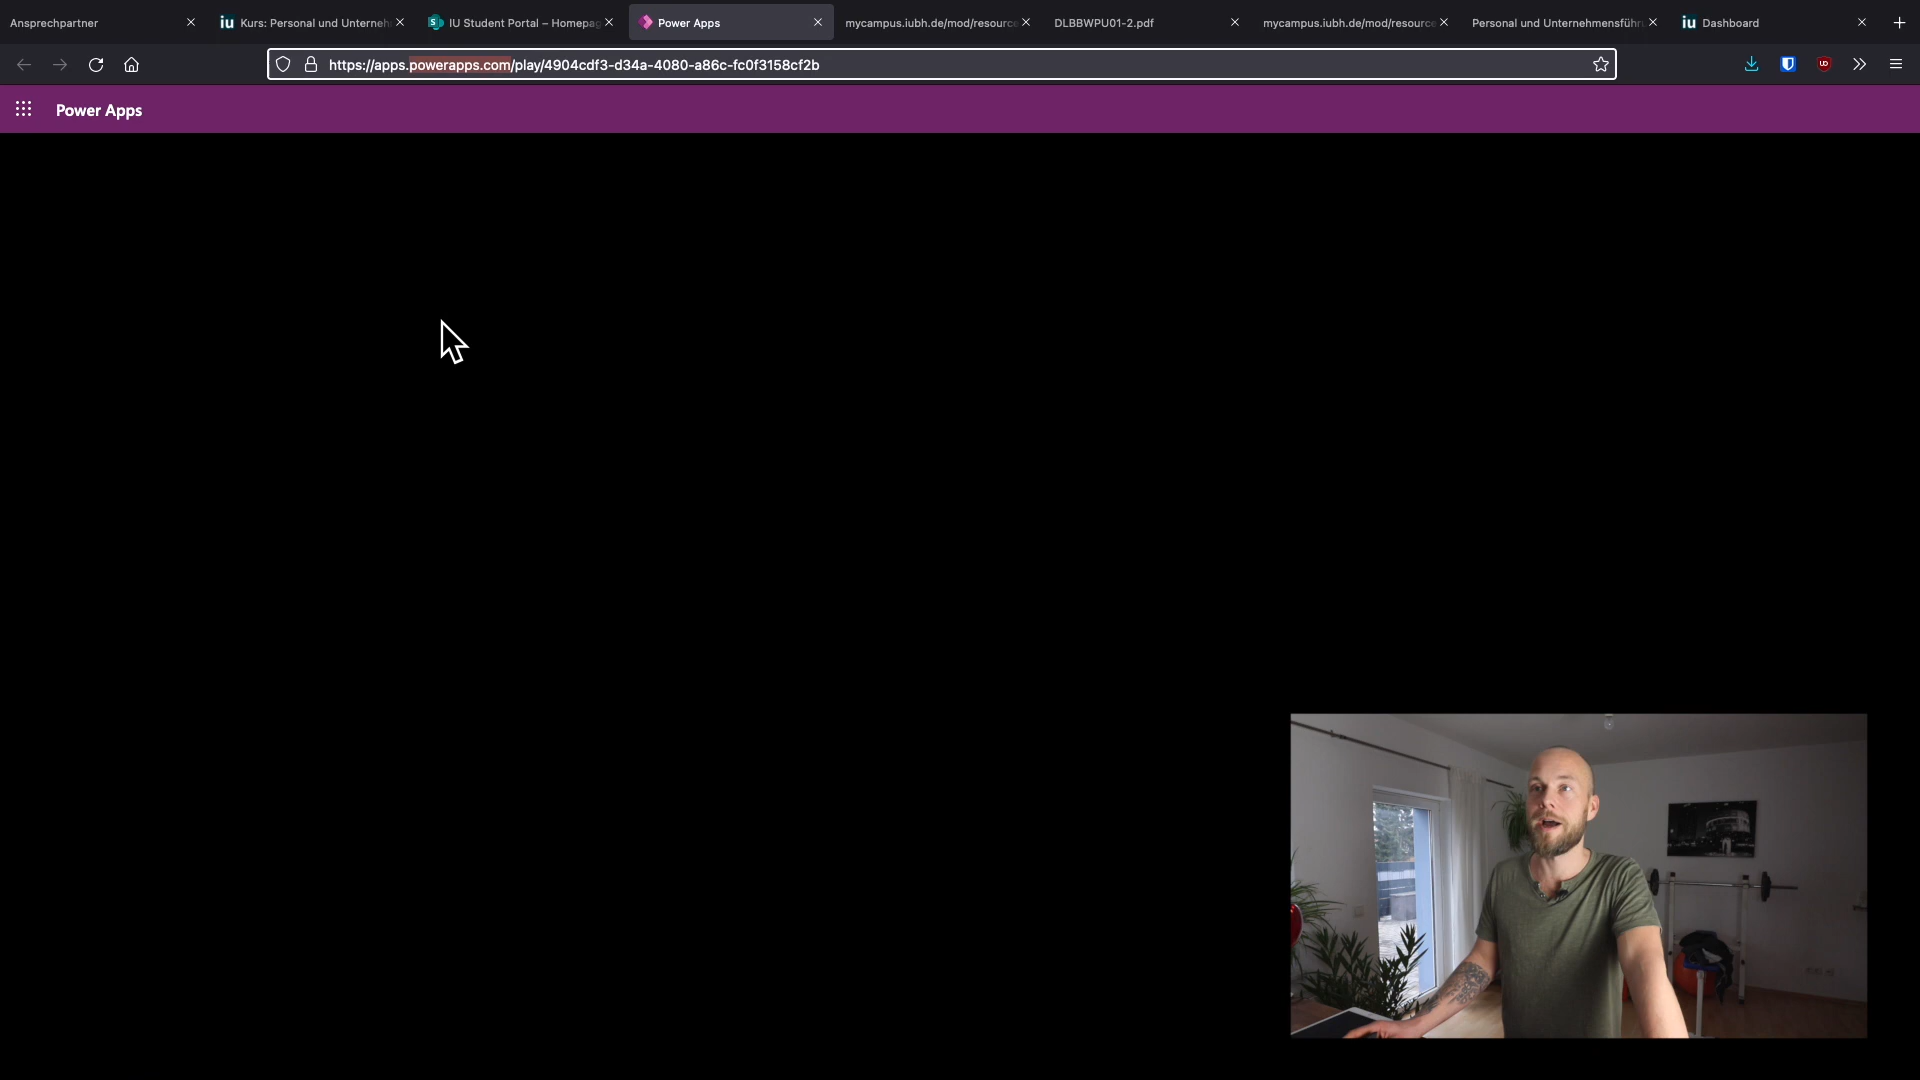 Ansprechpartner
iu Kurs: Personal und Unterneh
S IU Student Portal – Homepag
Power Apps
mycampus.iubh.de/mod/resource
DLBBWPU01-2.pdf
mycampus.iubh.de/mod/resource
Personal und Unternehmensführ
iu Dashboard
https://apps.powerapps.com/play/4904cdf3-d34a-4080-a86c-fc0f3158cf2b
Power Apps